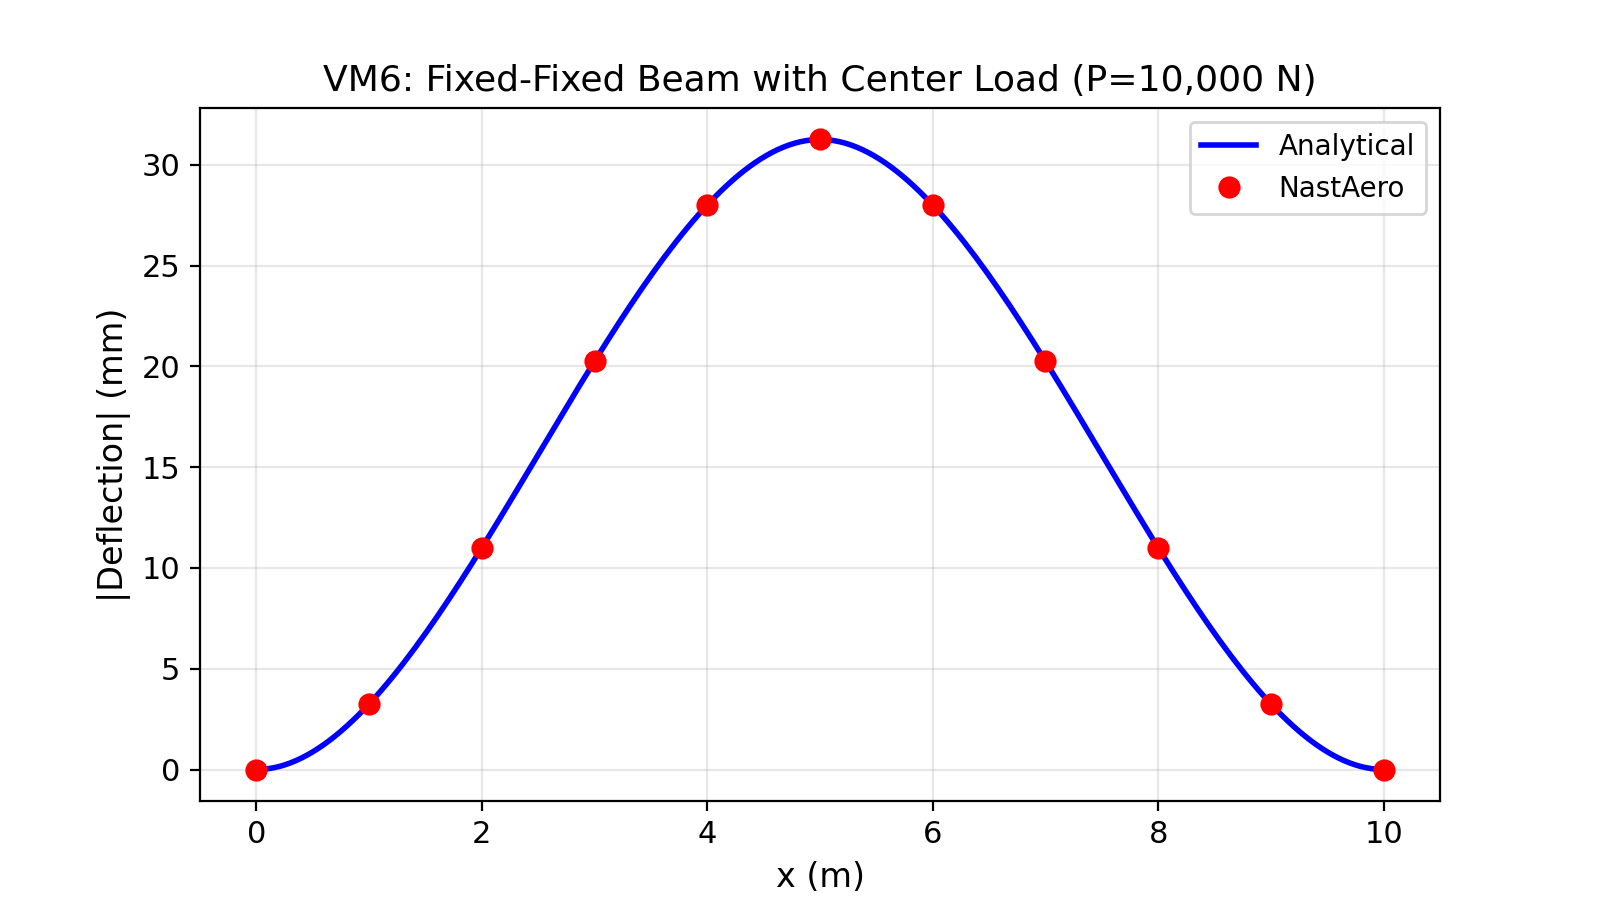 VM6: Fixed-Fixed Beam with Center Load (P=10,000 N)
Analytical
NastAero
|Deflection| (mm)
30
25
20
15
10
5
0
0 2 4 6 8 10
x (m)